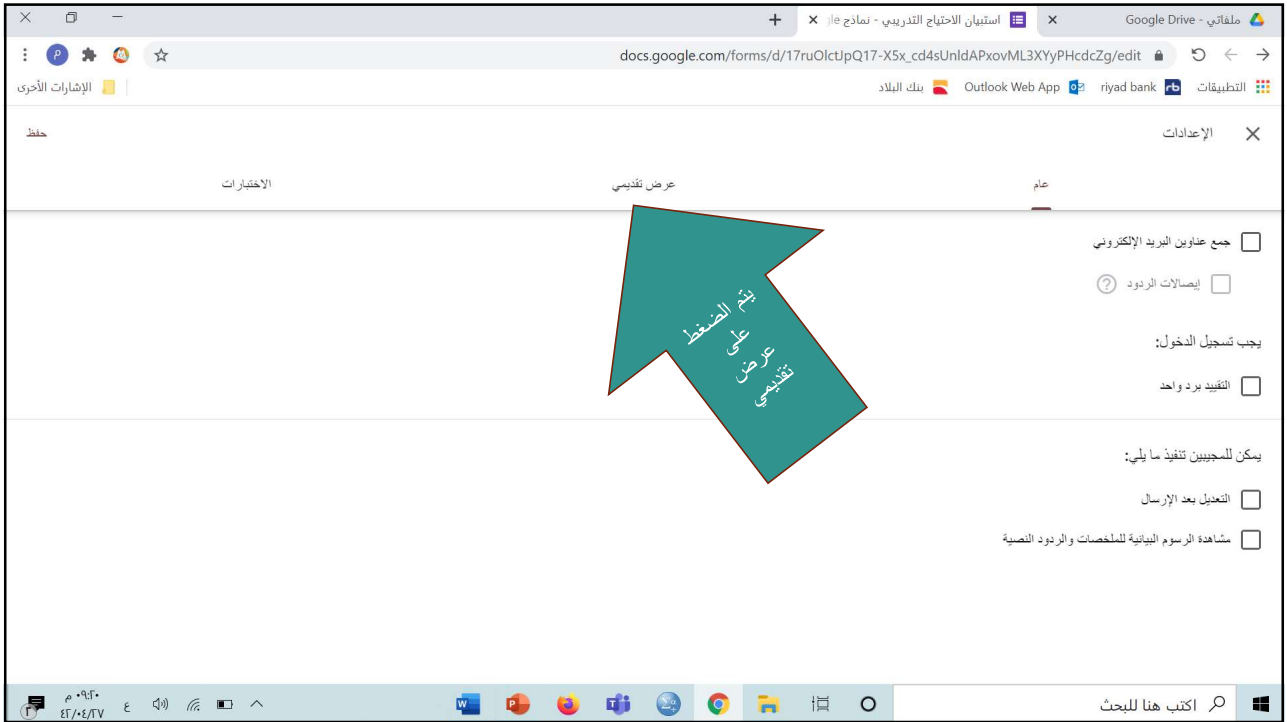 ملفاتي - Google Drive
استبيان الاحتياج التدريبي - نماذج le
docs.google.com/forms/d/17ruOlctUpQ17-X5x_cd4sUnldAPxovML3XYyPHcdcZg/edit
P
التطبيقات
riyad bank
Outlook Web App
بنك البلاد
الإشارات الأخرى
الإعدادات
حفظ
عام
عرض تقديمي
الاختبارات
جمع عناوين البريد الإلكتروني
إيصالات الردود ?
يجب تسجيل الدخول:
التقييد برد واحد
يمكن للمجيبين تنفيذ ما يلي:
التعديل بعد الإرسال
مشاهدة الرسوم البيانية للملخصات والردود النصية
يتم الضغط
على
عرض
تقديمي
اكتب هنا للبحث
ع
٠٩:٢٠ م
٤٢/٠٤/٢٧